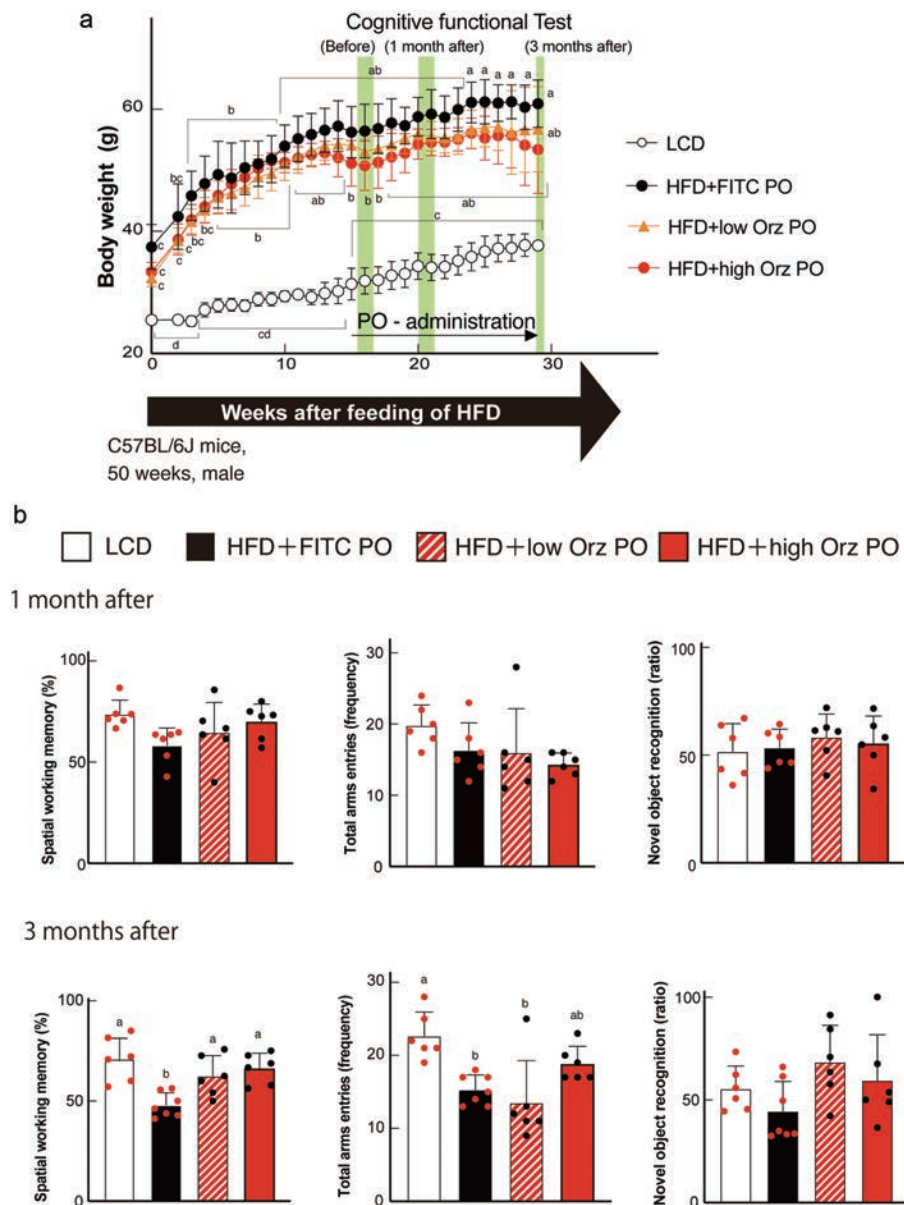 a
Cognitive functional Test
(Before) (1 month after) (3 months after)
Body weight (g)
60
40
20
ab
b
bc
c
c
c
c
bc
bc
b
ab
b
b
b
ab
a a a a a
a
ab
c
d
cd
PO - administration
0 10 20 30
LCD
HFD+FITC PO
HFD+low Orz PO
HFD+high Orz PO
Weeks after feeding of HFD
C57BL/6J mice,
50 weeks, male
b
LCD HFD+FITC PO HFD+low Orz PO HFD+high Orz PO
1 month after
Spatial working memory (%)
100
50
0
Total arms entries (frequency)
30
20
10
0
Novel object recognition (ratio)
100
50
0
3 months after
Spatial working memory (%)
100
50
0
a b a a
Total arms entries (frequency)
30
20
10
0
a b b ab
Novel object recognition (ratio)
100
50
0